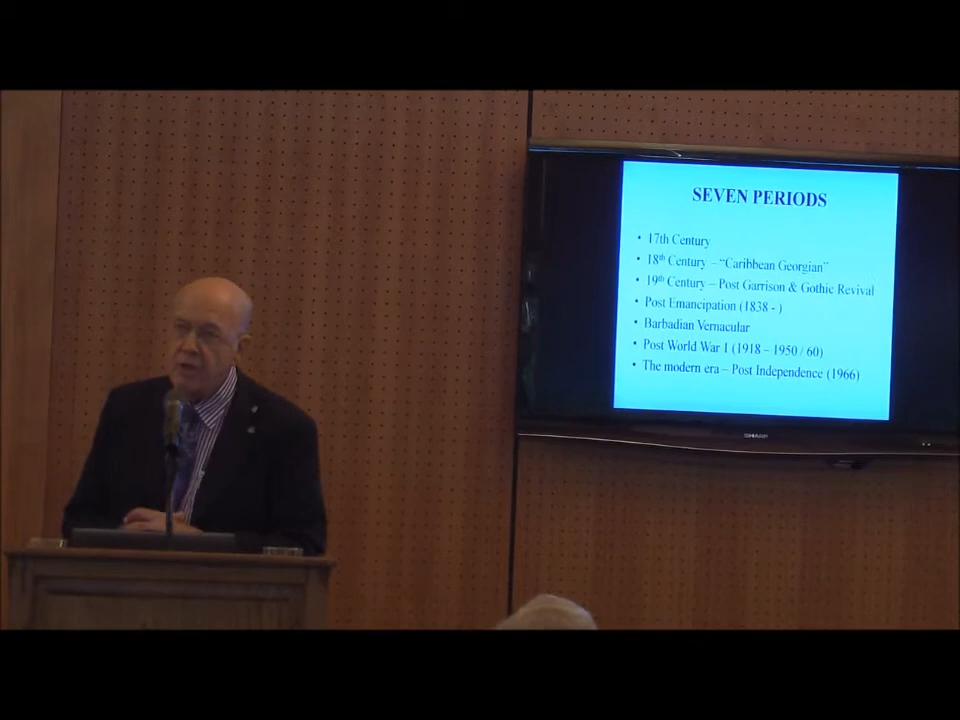 SEVEN PERIODS
• 17th Century
• 18th Century – “Caribbean Georgian”
• 19th Century – Post Garrison & Gothic Revival
• Post Emancipation (1838 - )
• Barbadian Vernacular
• Post World War I (1918 – 1950 / 60)
• The modern era – Post Independence (1966)
SHARP